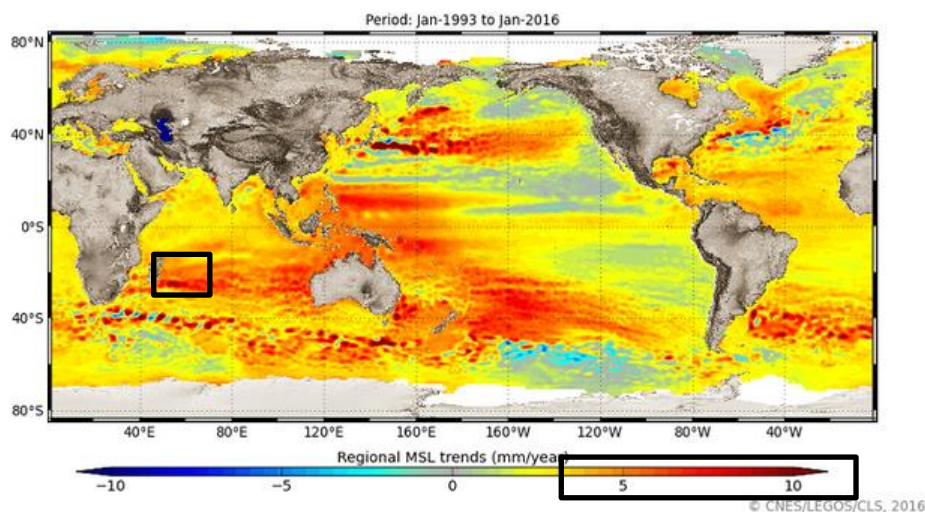 Period: Jan-1993 to Jan-2016
80°N
40°N
0°S
40°S
80°S
40°E 80°E 120°E 160°E 160°W 120°W 80°W 40°W
Regional MSL trends (mm/year)
−10 −5 0 5 10
© CNES/LEGOS/CLS, 2016